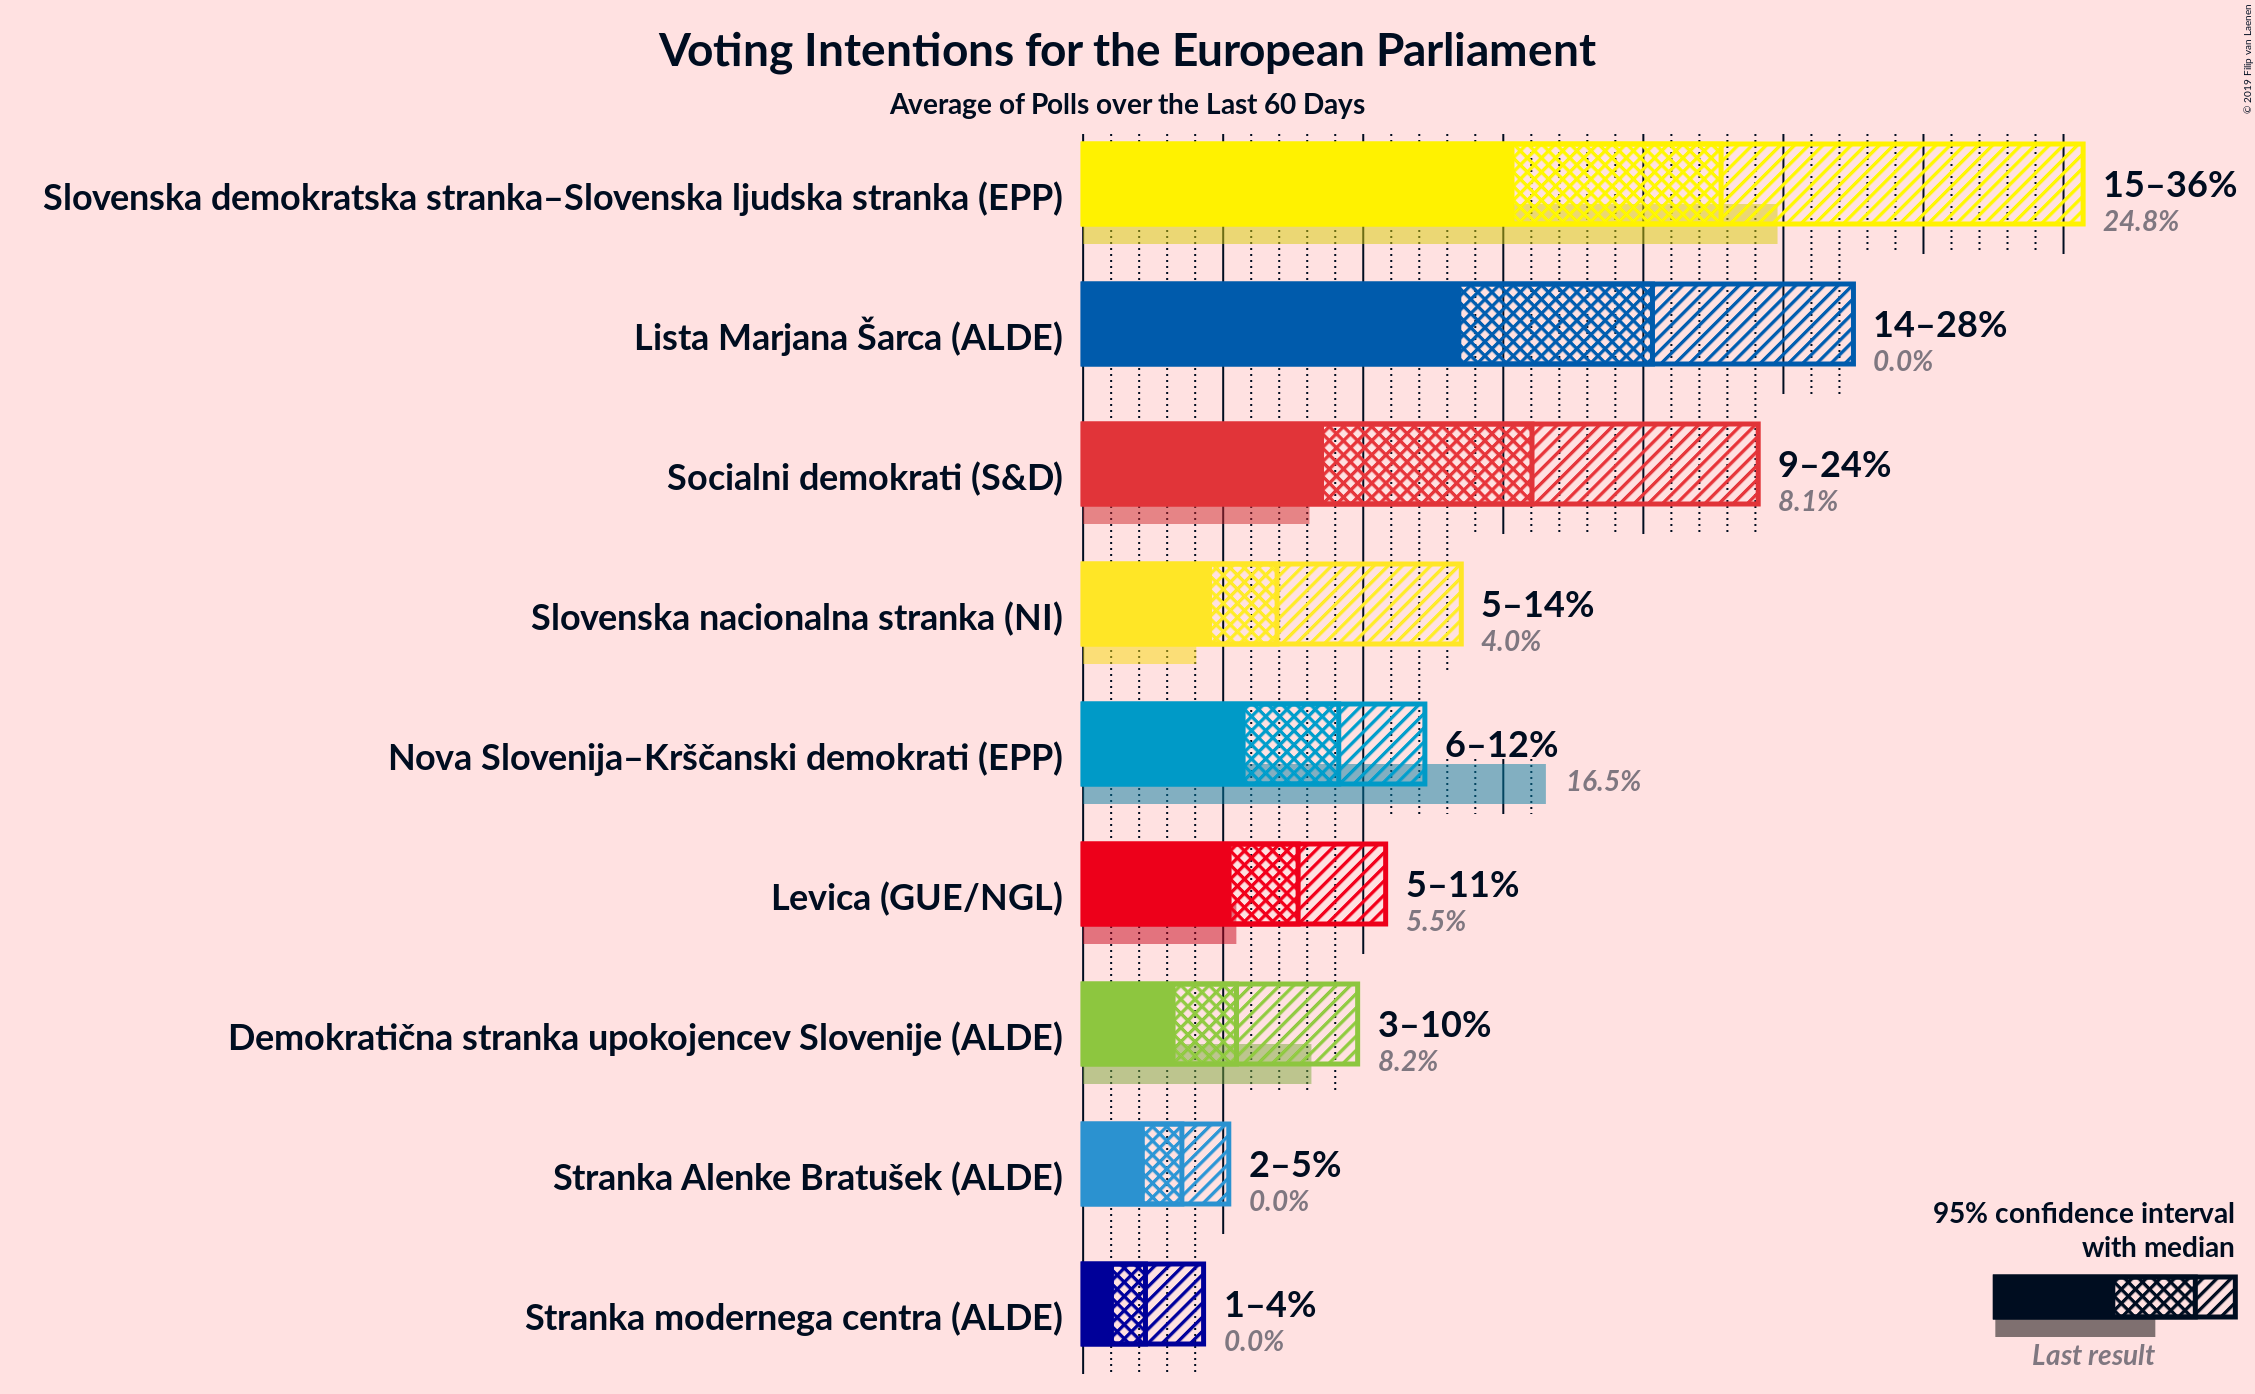 Voting Intentions for the European Parliament
Average of Polls over the Last 60 Days
© 2019 Filip van Laenen
Slovenska demokratska stranka–Slovenska ljudska stranka (EPP)
15–36%
24.8%
Lista Marjana Šarca (ALDE)
14–28%
0.0%
Socialni demokrati (S&D)
9–24%
8.1%
Slovenska nacionalna stranka (NI)
5–14%
4.0%
Nova Slovenija–Krščanski demokrati (EPP)
6–12%
16.5%
Levica (GUE/NGL)
5–11%
5.5%
Demokratična stranka upokojencev Slovenije (ALDE)
3–10%
8.2%
Stranka Alenke Bratušek (ALDE)
2–5%
0.0%
Stranka modernega centra (ALDE)
1–4%
0.0%
95% confidence interval
with median
Last result